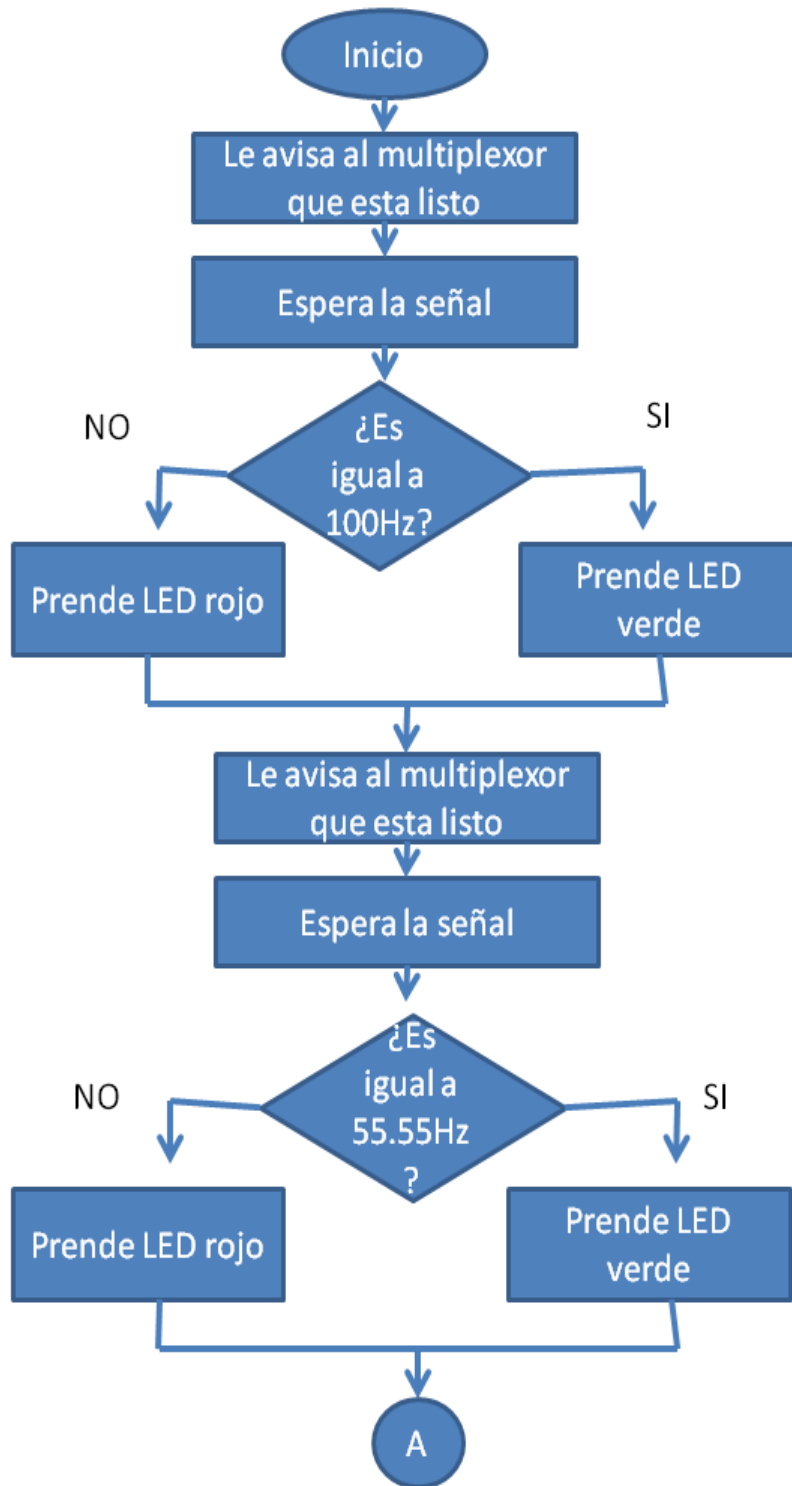 Inicio
Le avisa al multiplexor
que esta listo
Espera la señal
¿Es
igual a
100Hz?
NO
SI
Prende LED rojo
Prende LED
verde
Le avisa al multiplexor
que esta listo
Espera la señal
¿Es
igual a
55.55Hz
?
NO
SI
Prende LED rojo
Prende LED
verde
A